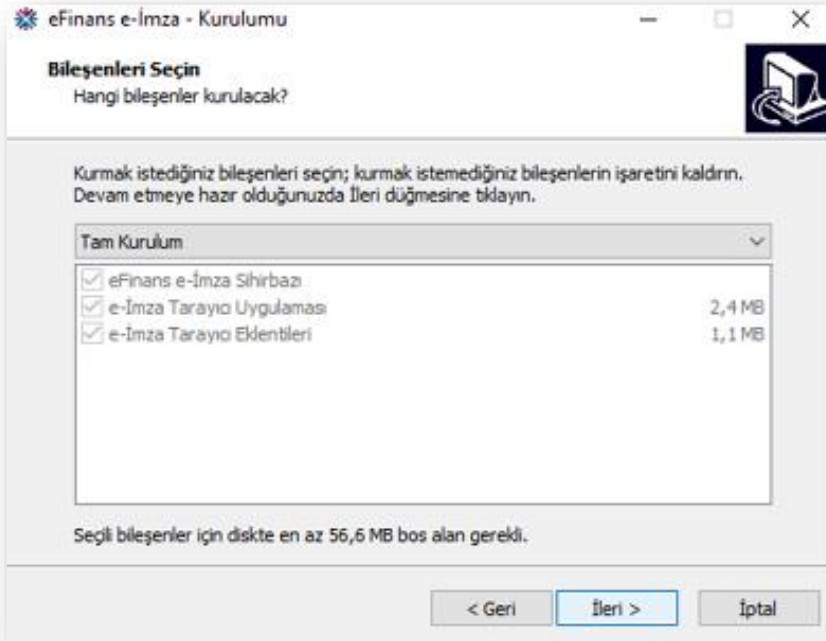 eFinans e-İmza - Kurulumu
Bileşenleri Seçin
Hangi bileşenler kurulacak?
Kurmak istediğiniz bileşenleri seçin; kurmak istemediğiniz bileşenlerin işaretini kaldırın.
Devam etmeye hazır olduğunuzda İleri düğmesine tıklayın.
Tam Kurulum
eFinans e-İmza Sihirbazı
e-İmza Tarayıcı Uygulaması 2,4 MB
e-İmza Tarayıcı Eklentileri 1,1 MB
Seçili bileşenler için diskte en az 56,6 MB bos alan gerekli.
< Geri İleri > İptal